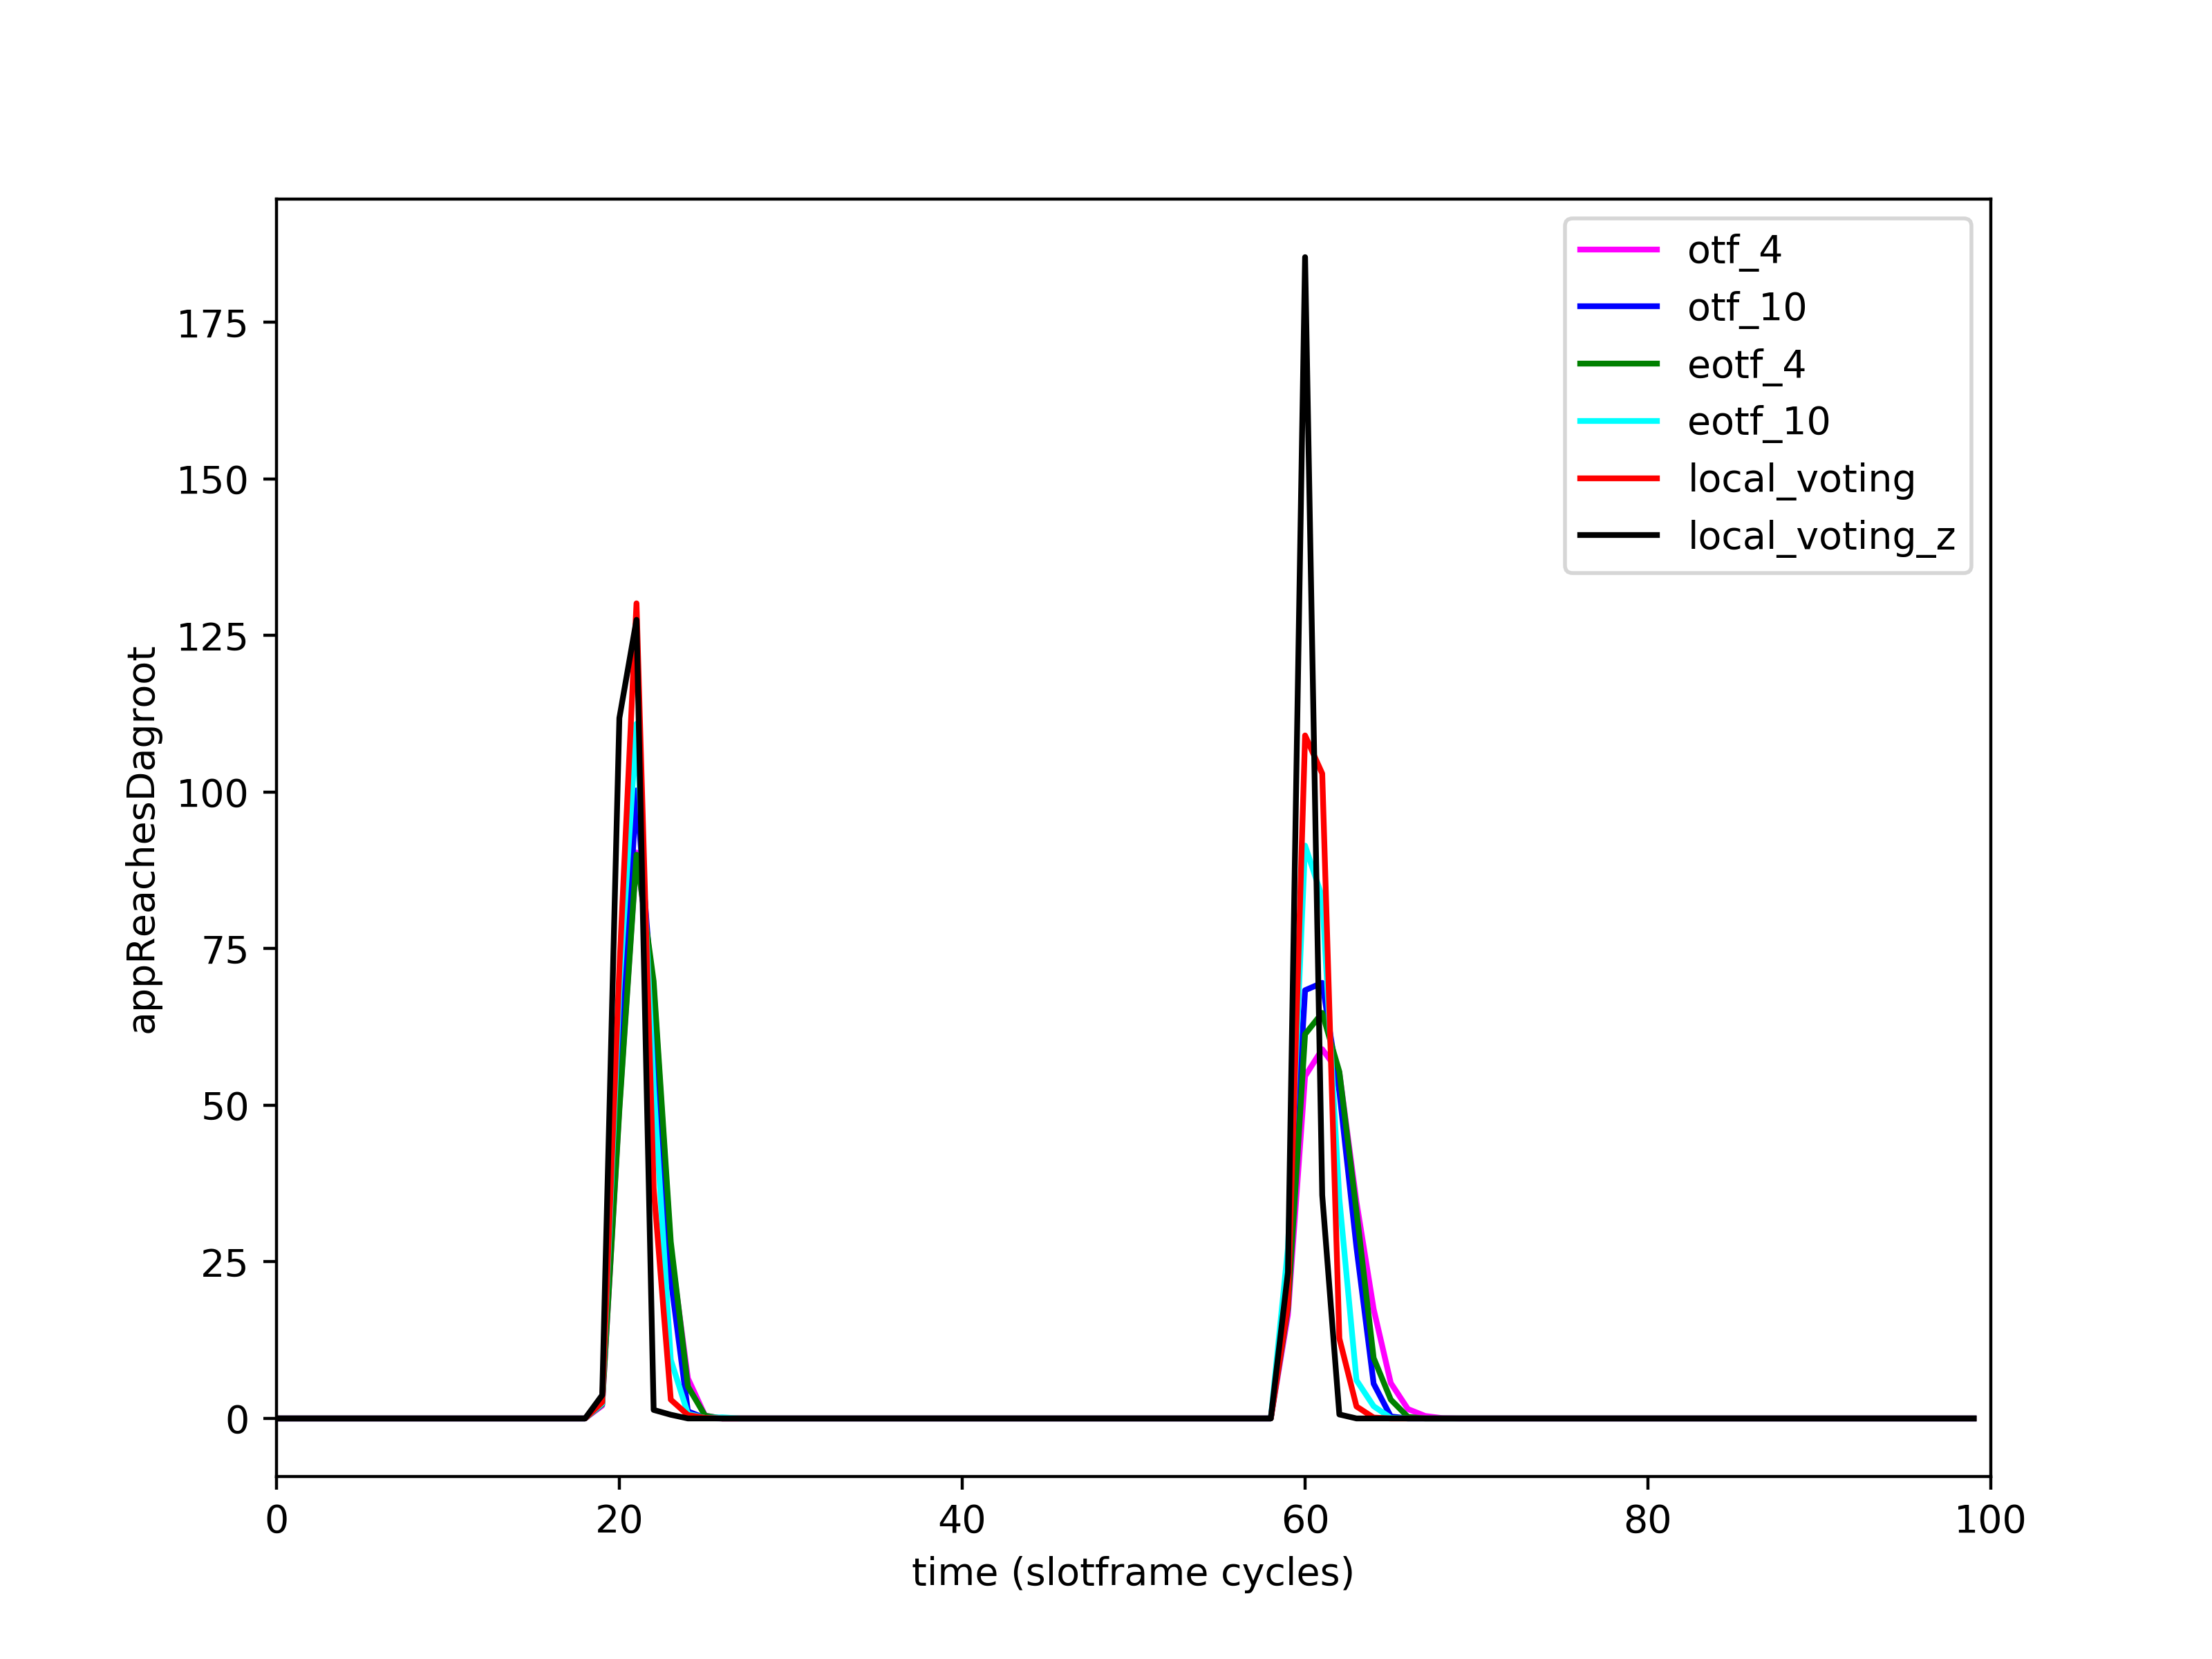 otf_4
otf_10
eotf_4
eotf_10
local_voting
local_voting_z
175
150
125
100
75
50
25
0
appReachesDagroot
0 20 40 60 80 100
time (slotframe cycles)